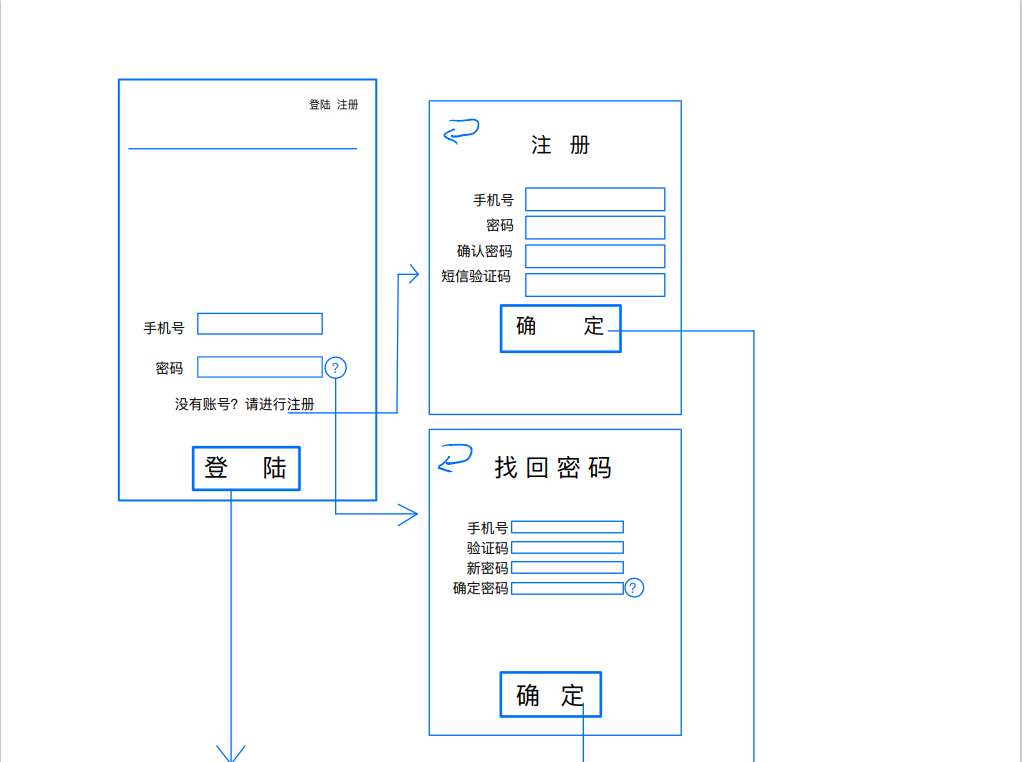 登陆 注册
手机号
密码 ?
没有账号? 请进行注册
登 陆
注 册
手机号
密码
确认密码
短信验证码
确 定
找回密码
手机号
验证码
新密码
确定密码 ?
确 定